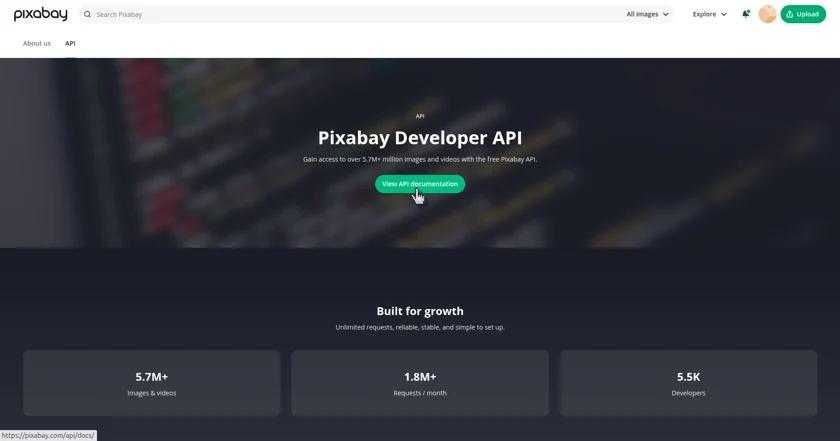 pixabay
Search Pixabay
All images
Explore
Upload
About us
API
API
Pixabay Developer API
Gain access to over 5.7M+ million images and videos with the free Pixabay API.
View API documentation
Built for growth
Unlimited requests, reliable, stable, and simple to set up.
5.7M+
1.8M+
5.5K
Images & videos
Requests / month
Developers
https://pixabay.com/api/docs/